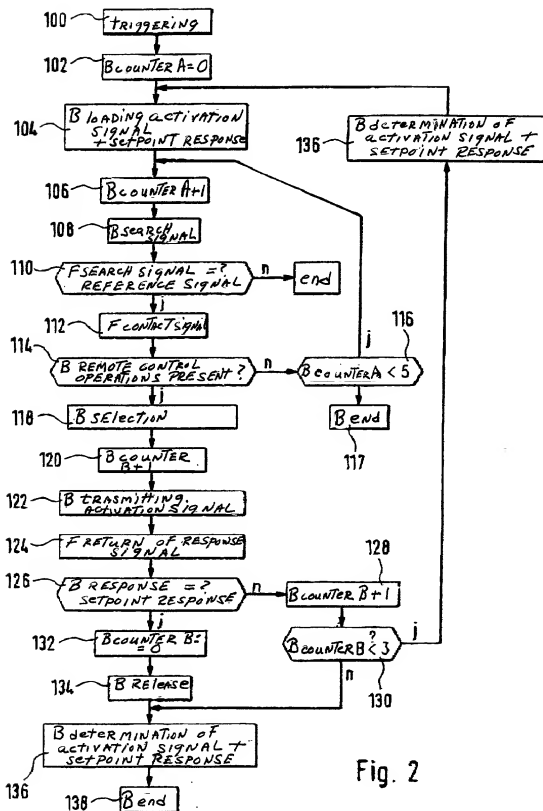 100
triggering
102
B counter A=0
104
B loading activation
signal
+ setpoint response
136
B determination of
activation signal +
setpoint response
106
B counter A+1
108
B search
signal
110
F search signal =?
reference signal
n
end
j
112
F contact signal
114
B remote control
operations present ?
n
B counter A < 5
116
j
j
B end
117
118
B selection
120
B counter
B+1
122
B trasmitting.
activation signal
124
F return of response
signal
126
B response =?
setpoint response
n
B counter B+1
128
j
132
B counter B=
=0
?
B counter B < 3
130
j
n
134
B release
136
B determination of
activation signal +
setpoint response
138
B end
Fig. 2